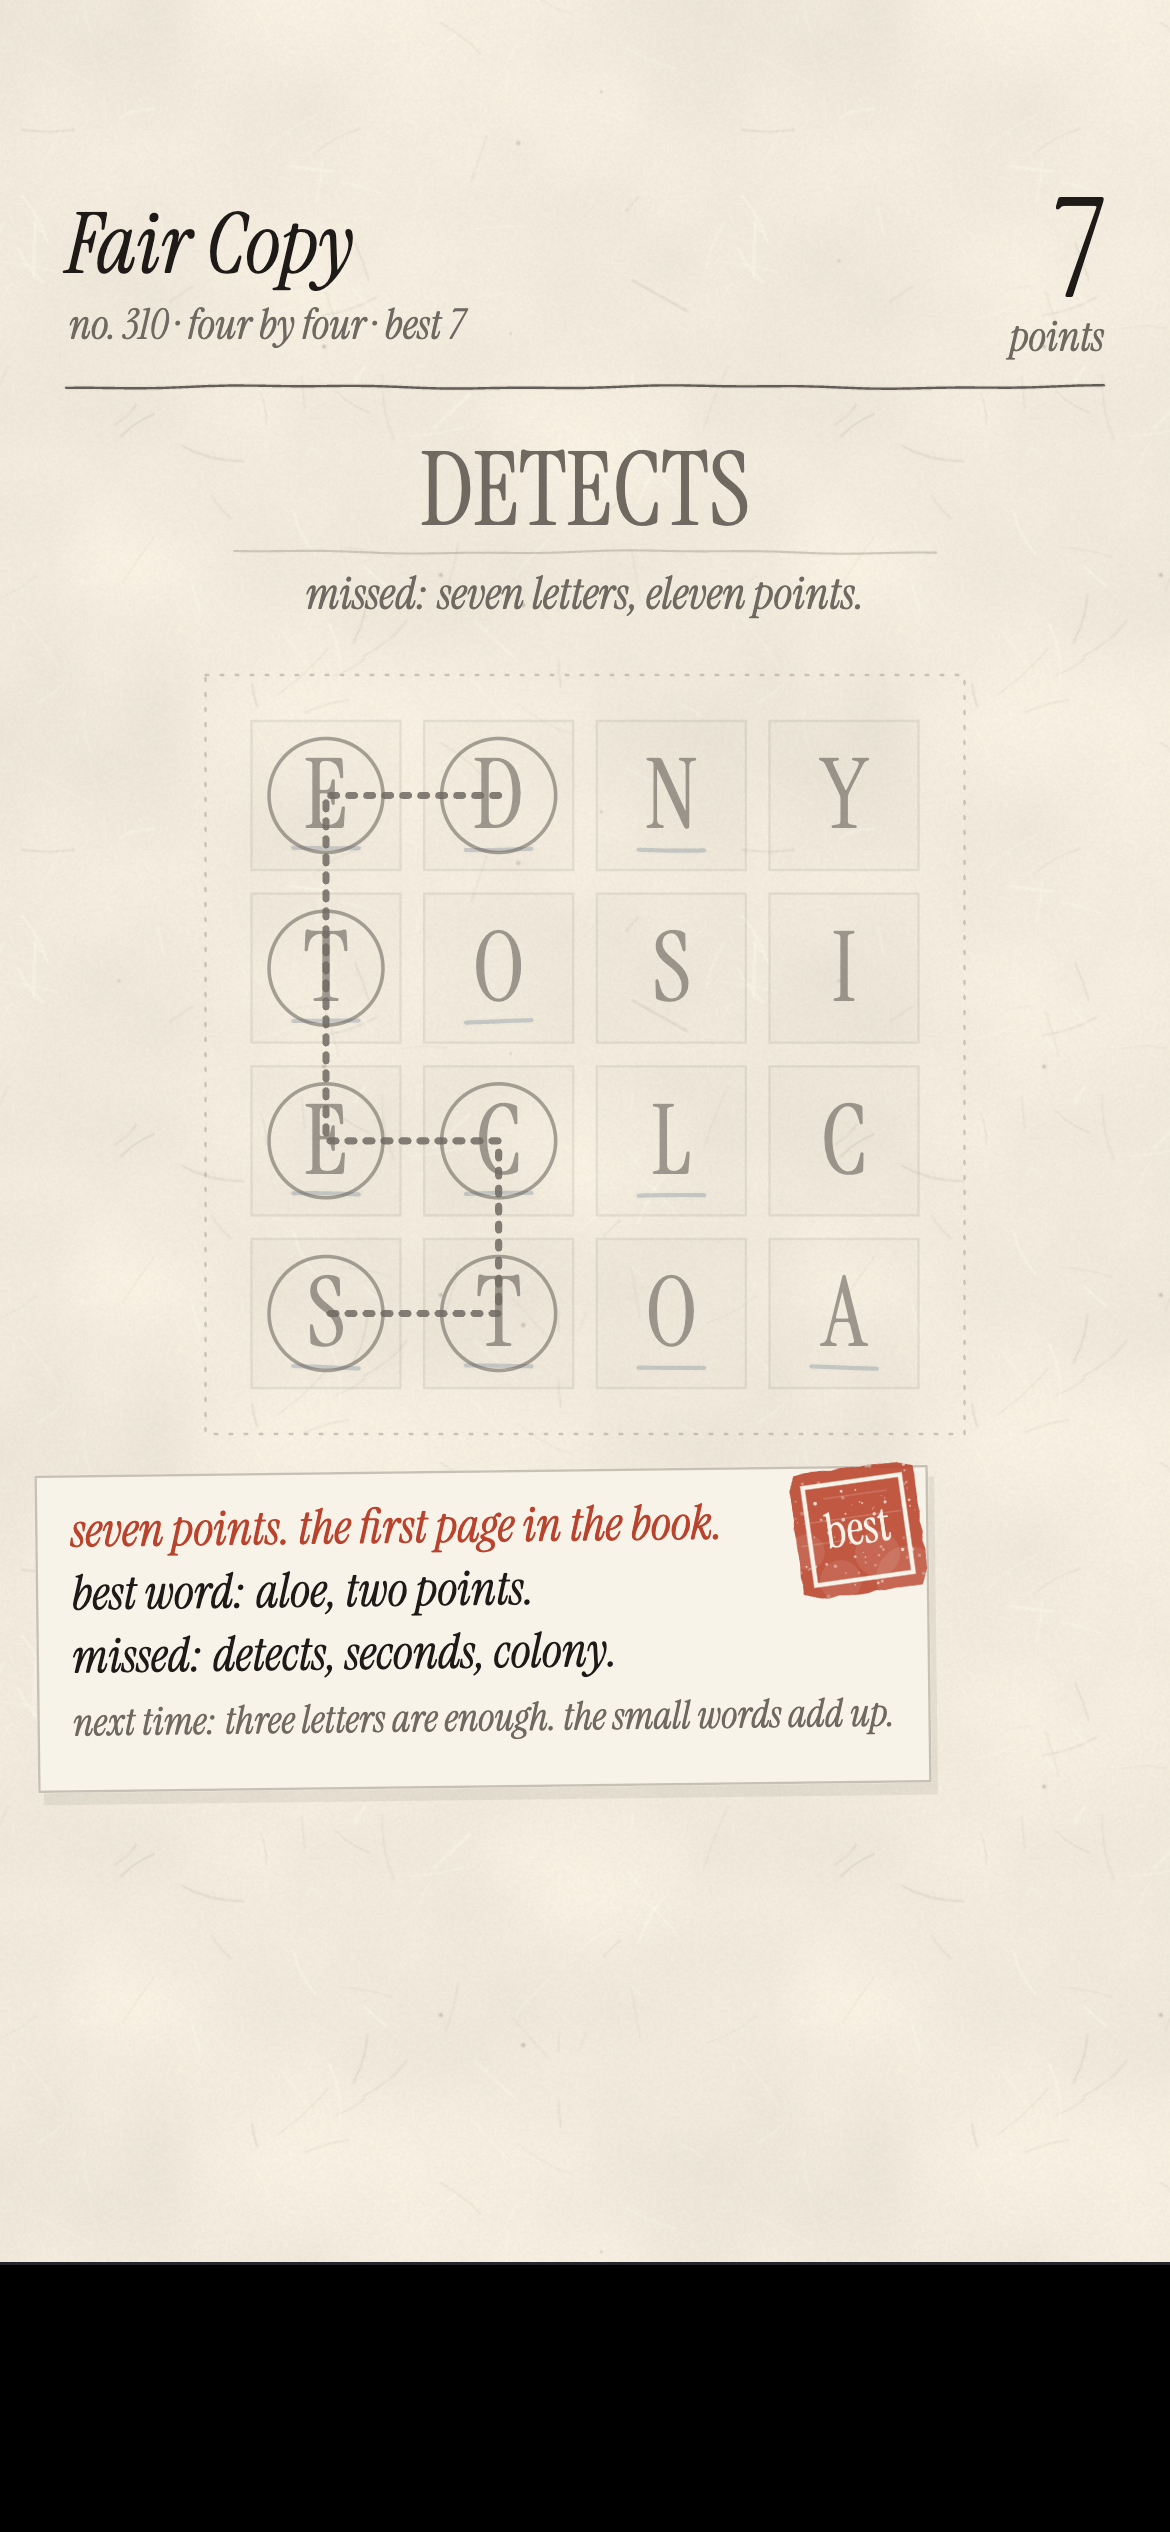 Fair Copy
7
no. 310 · four by four · best 7
points
DETECTS
missed: seven letters, eleven points.
E D N Y
T O S I
E C L C
S T O A
seven points. the first page in the book.
best
best word: aloe, two points.
missed: detects, seconds, colony.
next time: three letters are enough. the small words add up.